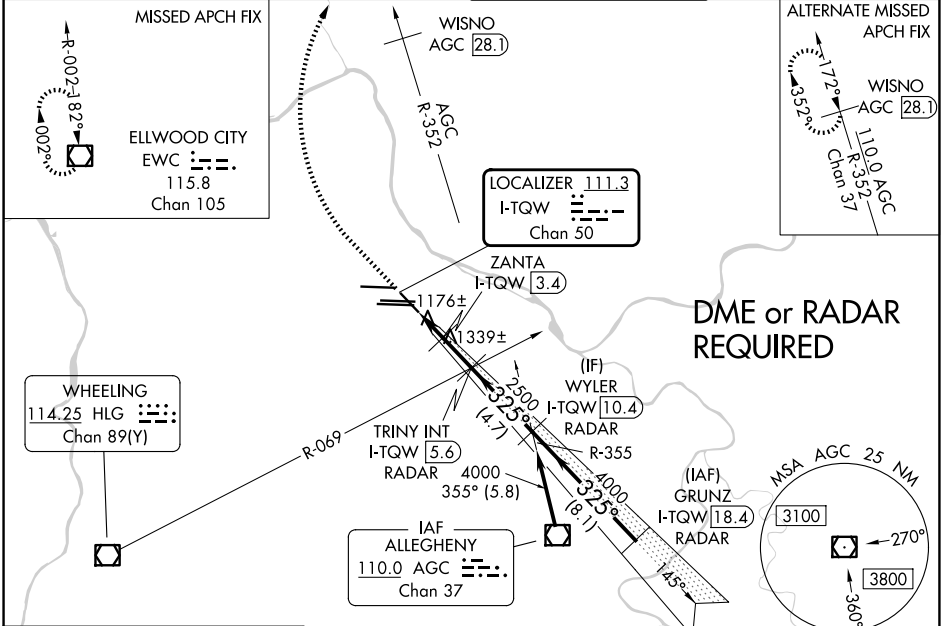 MISSED APCH FIX
R-002
182°
002°
ELLWOOD CITY
EWC
115.8
Chan 105
WISNO
AGC 28.1
AGC
R-352
ALTERNATE MISSED
APCH FIX
172°
352°
WISNO
AGC 28.1
110.0 AGC
R-352
Chan 37
LOCALIZER 111.3
I-TQW
Chan 50
ZANTA
I-TQW 3.4
1176±
1339±
DME or RADAR
REQUIRED
WHEELING
114.25 HLG
Chan 89(Y)
R-069
TRINY INT
I-TQW 5.6
RADAR
2500
325°
(4.7)
(IF)
WYLER
I-TQW 10.4
RADAR
R-355
4000
355° (5.8)
4000
325°
(8.1)
(IAF)
GRUNZ
I-TQW 18.4
RADAR
145°
IAF
ALLEGHENY
110.0 AGC
Chan 37
MSA AGC 25 NM
3100
270°
3800
360°